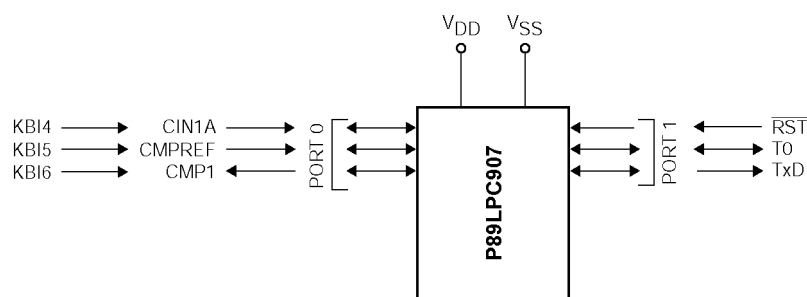 VDD VSS
KBI4 CIN1A RST
KBI5 CMPREF T0
KBI6 CMP1 TxD
PORT 0
P89LPC907
PORT 1